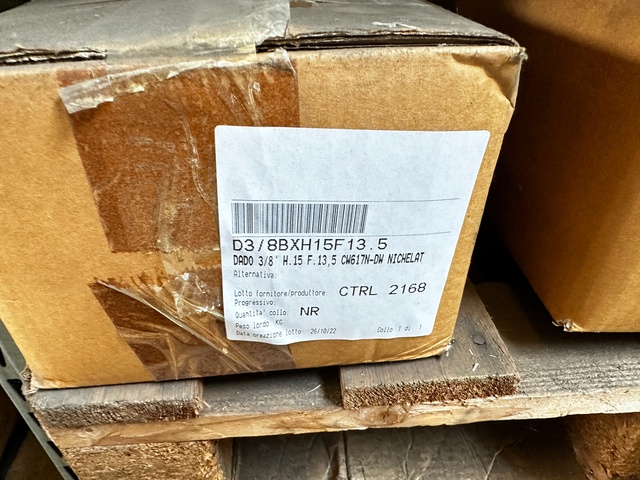 D3/8BXH15F13.5
DADO 3/8' H.15 F.13,5 CW617N-DW NICHELAT
Alternativa:
Lotto fornitore/produttore: CTRL 2168
Progressivo:
Quantita' collo: NR
Peso lordo: KG
Data creazione lotto: 26/10/22 Collo 1 di 1